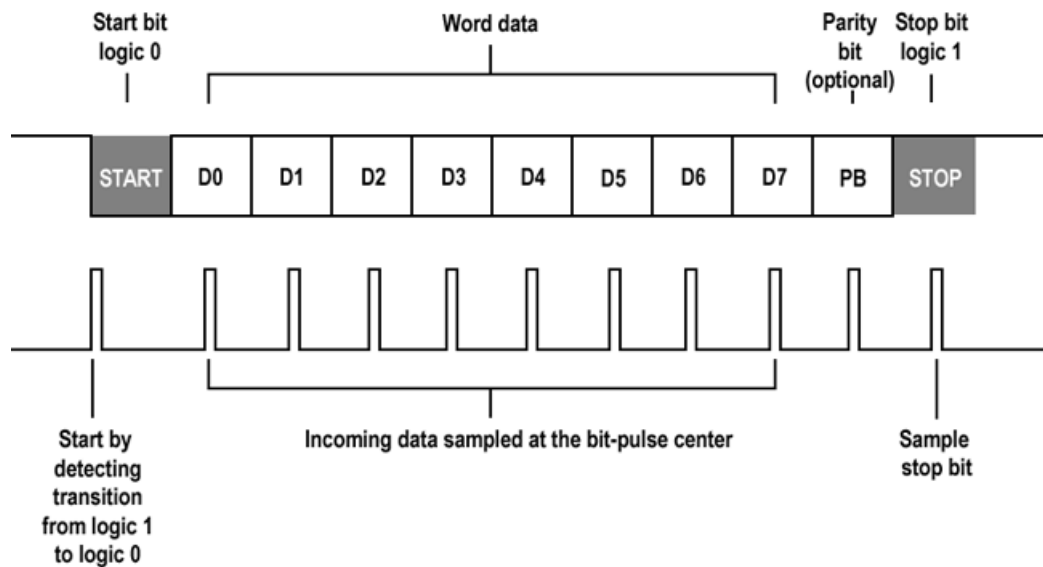 Start bit
logic 0
Word data
Parity
bit
(optional)
Stop bit
logic 1
START D0 D1 D2 D3 D4 D5 D6 D7 PB STOP
Start by
detecting
transition
from logic 1
to logic 0
Incoming data sampled at the bit-pulse center
Sample
stop bit